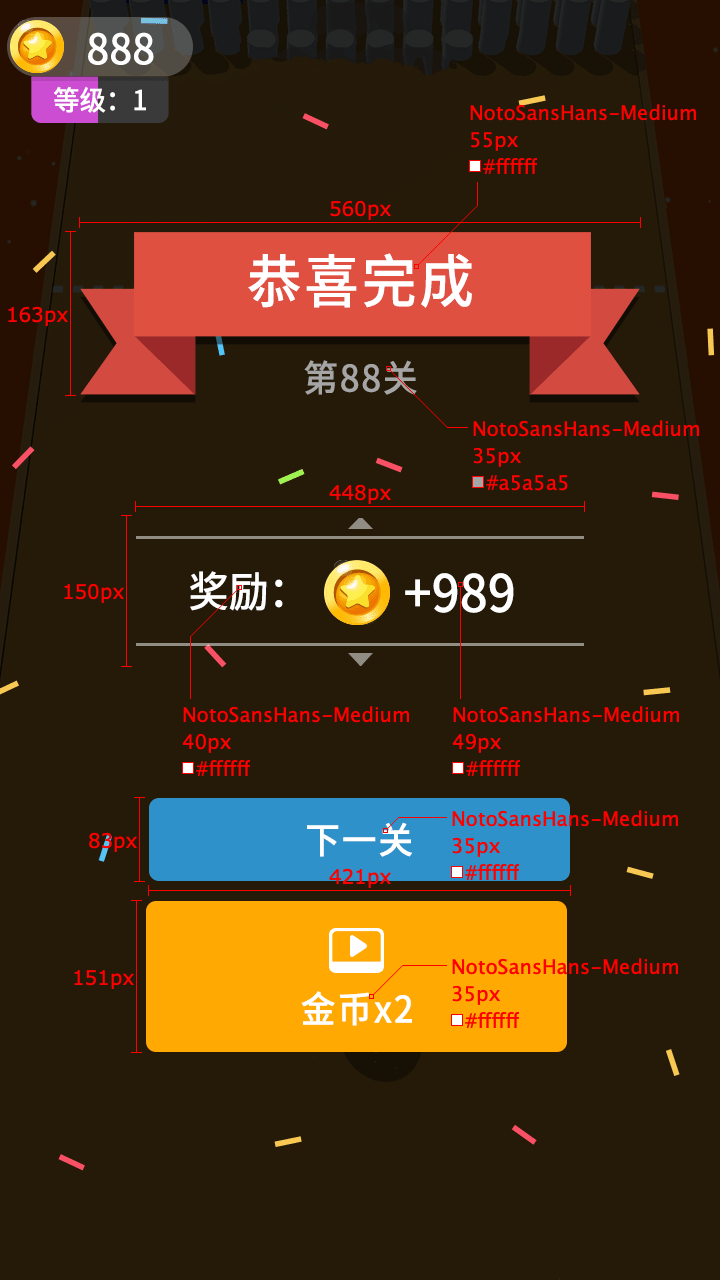 888
等级：1
NotoSansHans-Medium
55px
#ffffff
560px
恭喜完成
163px
第88关
NotoSansHans-Medium
35px
#a5a5a5
448px
150px
奖励：
+989
NotoSansHans-Medium
40px
#ffffff
NotoSansHans-Medium
49px
#ffffff
83px
下一关
NotoSansHans-Medium
35px
#ffffff
421px
151px
金币x2
NotoSansHans-Medium
35px
#ffffff